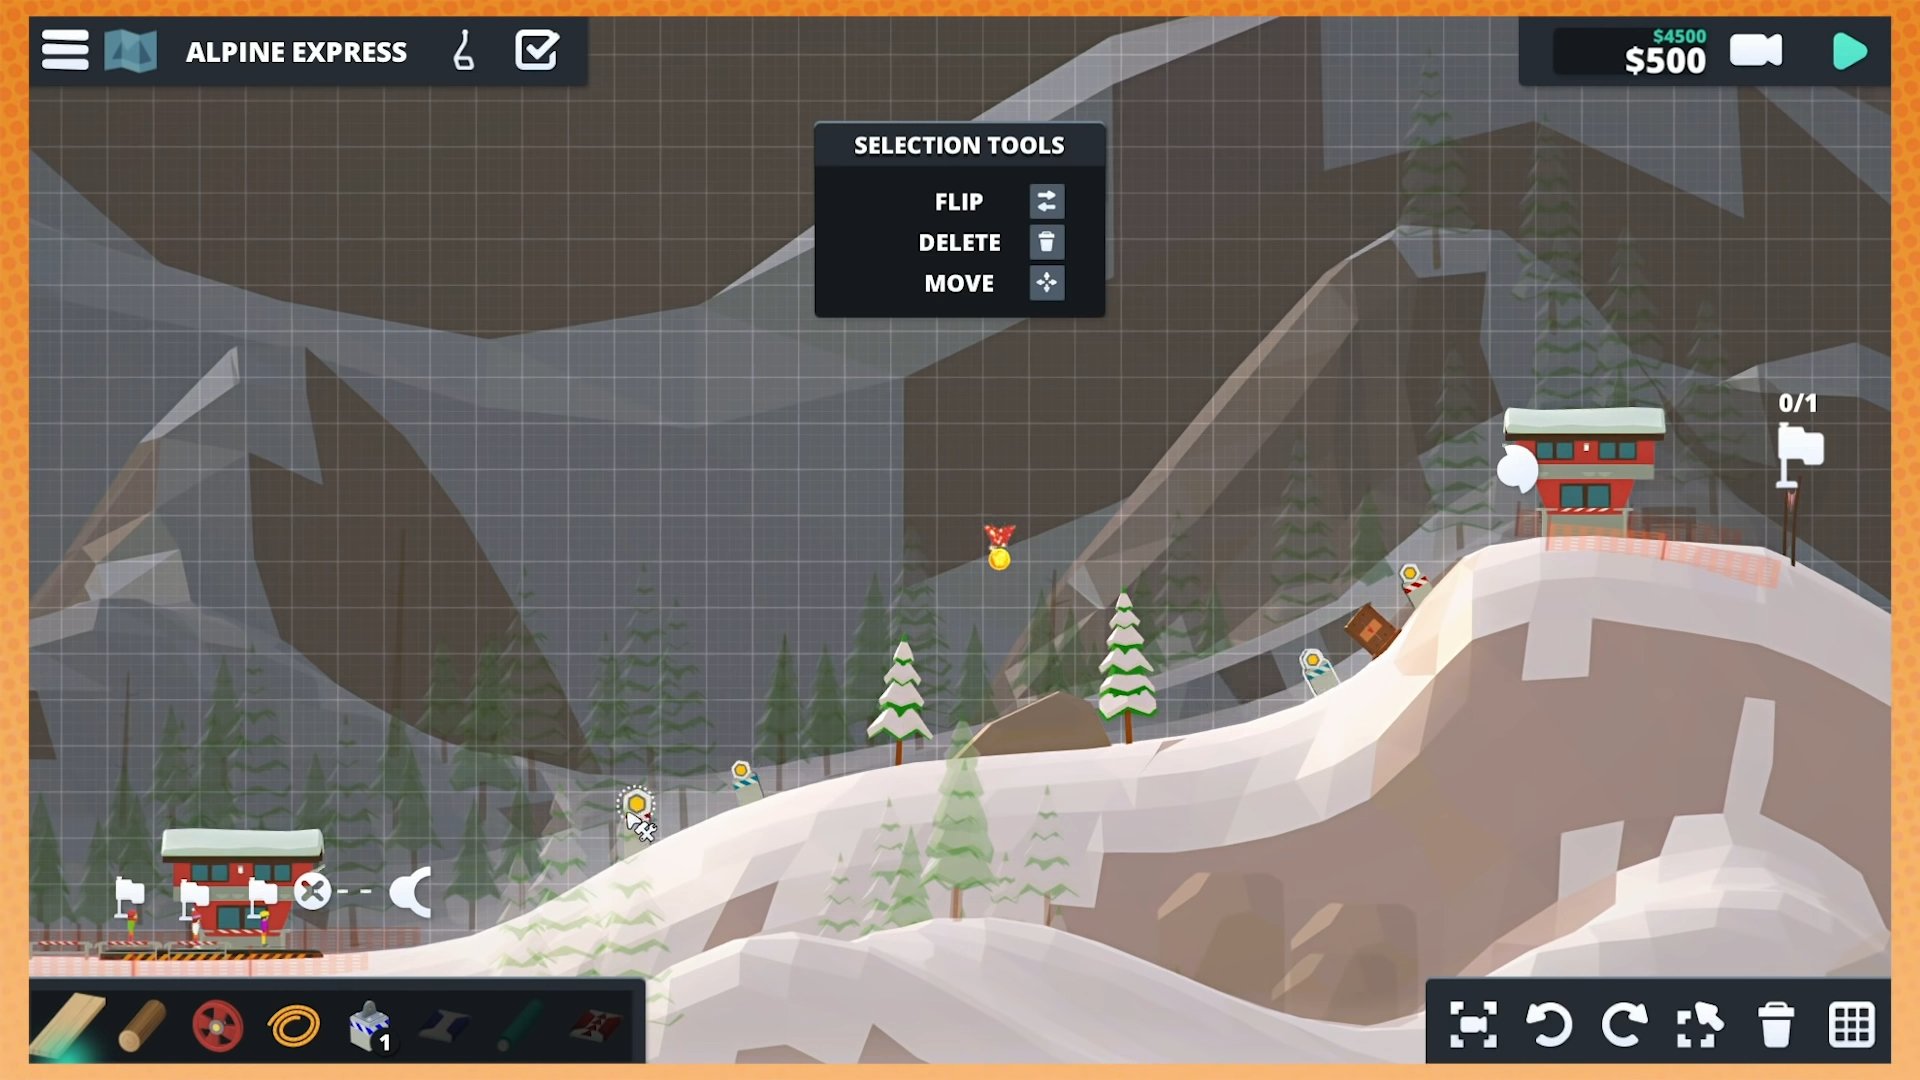 ALPINE EXPRESS
$4500
$500
SELECTION TOOLS
FLIP
DELETE
MOVE
0/1
1